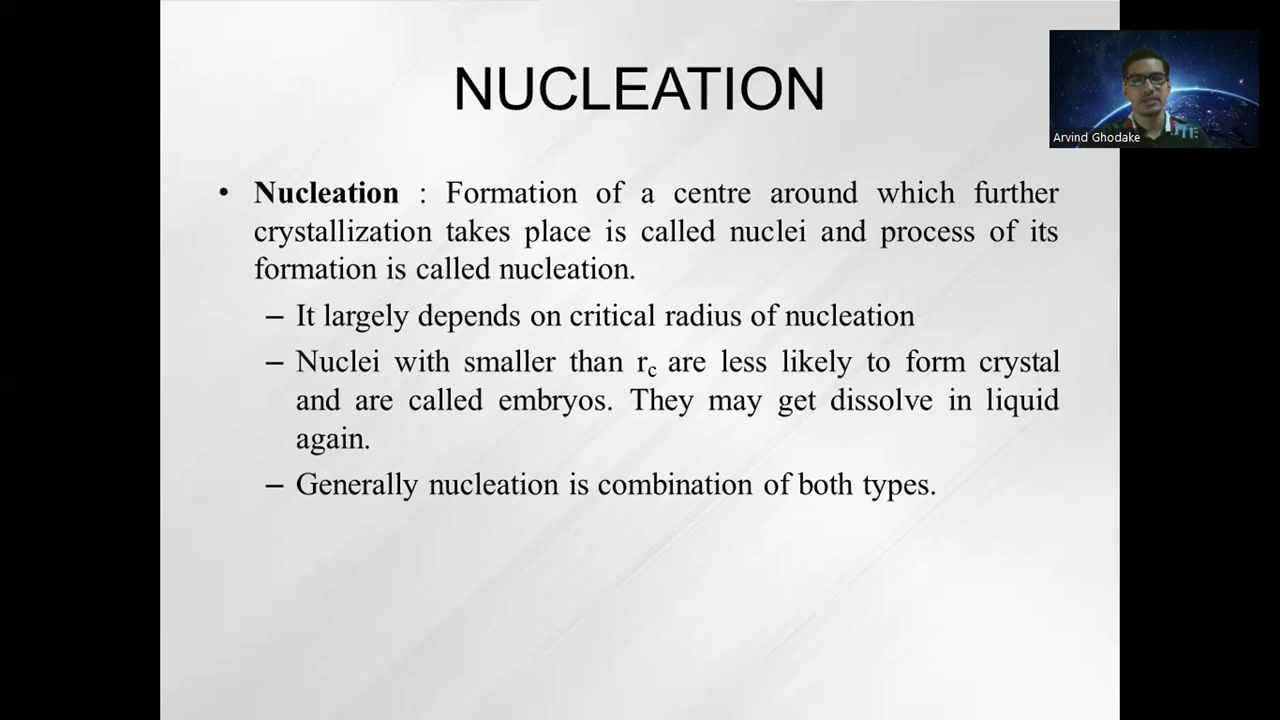 NUCLEATION
Arvind Ghodake
• Nucleation : Formation of a centre around which further
crystallization takes place is called nuclei and process of its
formation is called nucleation.
– It largely depends on critical radius of nucleation
– Nuclei with smaller than rc are less likely to form crystal
and are called embryos. They may get dissolve in liquid
again.
– Generally nucleation is combination of both types.